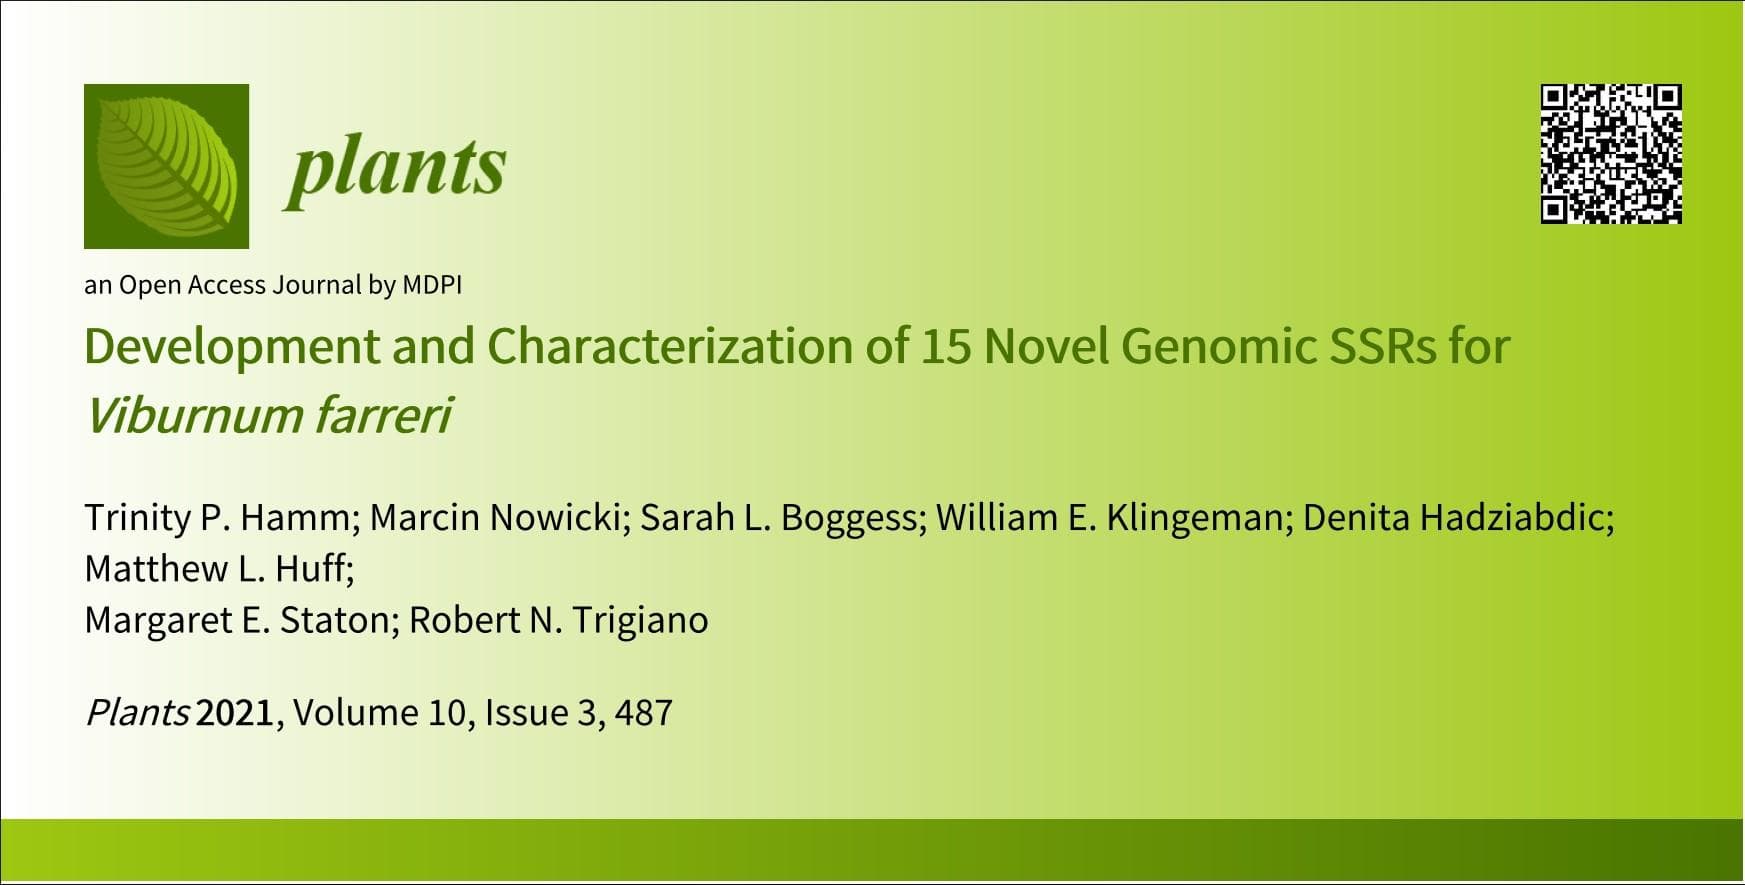 plants
an Open Access Journal by MDPI
Development and Characterization of 15 Novel Genomic SSRs for
Viburnum farreri
Trinity P. Hamm; Marcin Nowicki; Sarah L. Boggess; William E. Klingeman; Denita Hadziabdic;
Matthew L. Huff;
Margaret E. Staton; Robert N. Trigiano
Plants 2021, Volume 10, Issue 3, 487